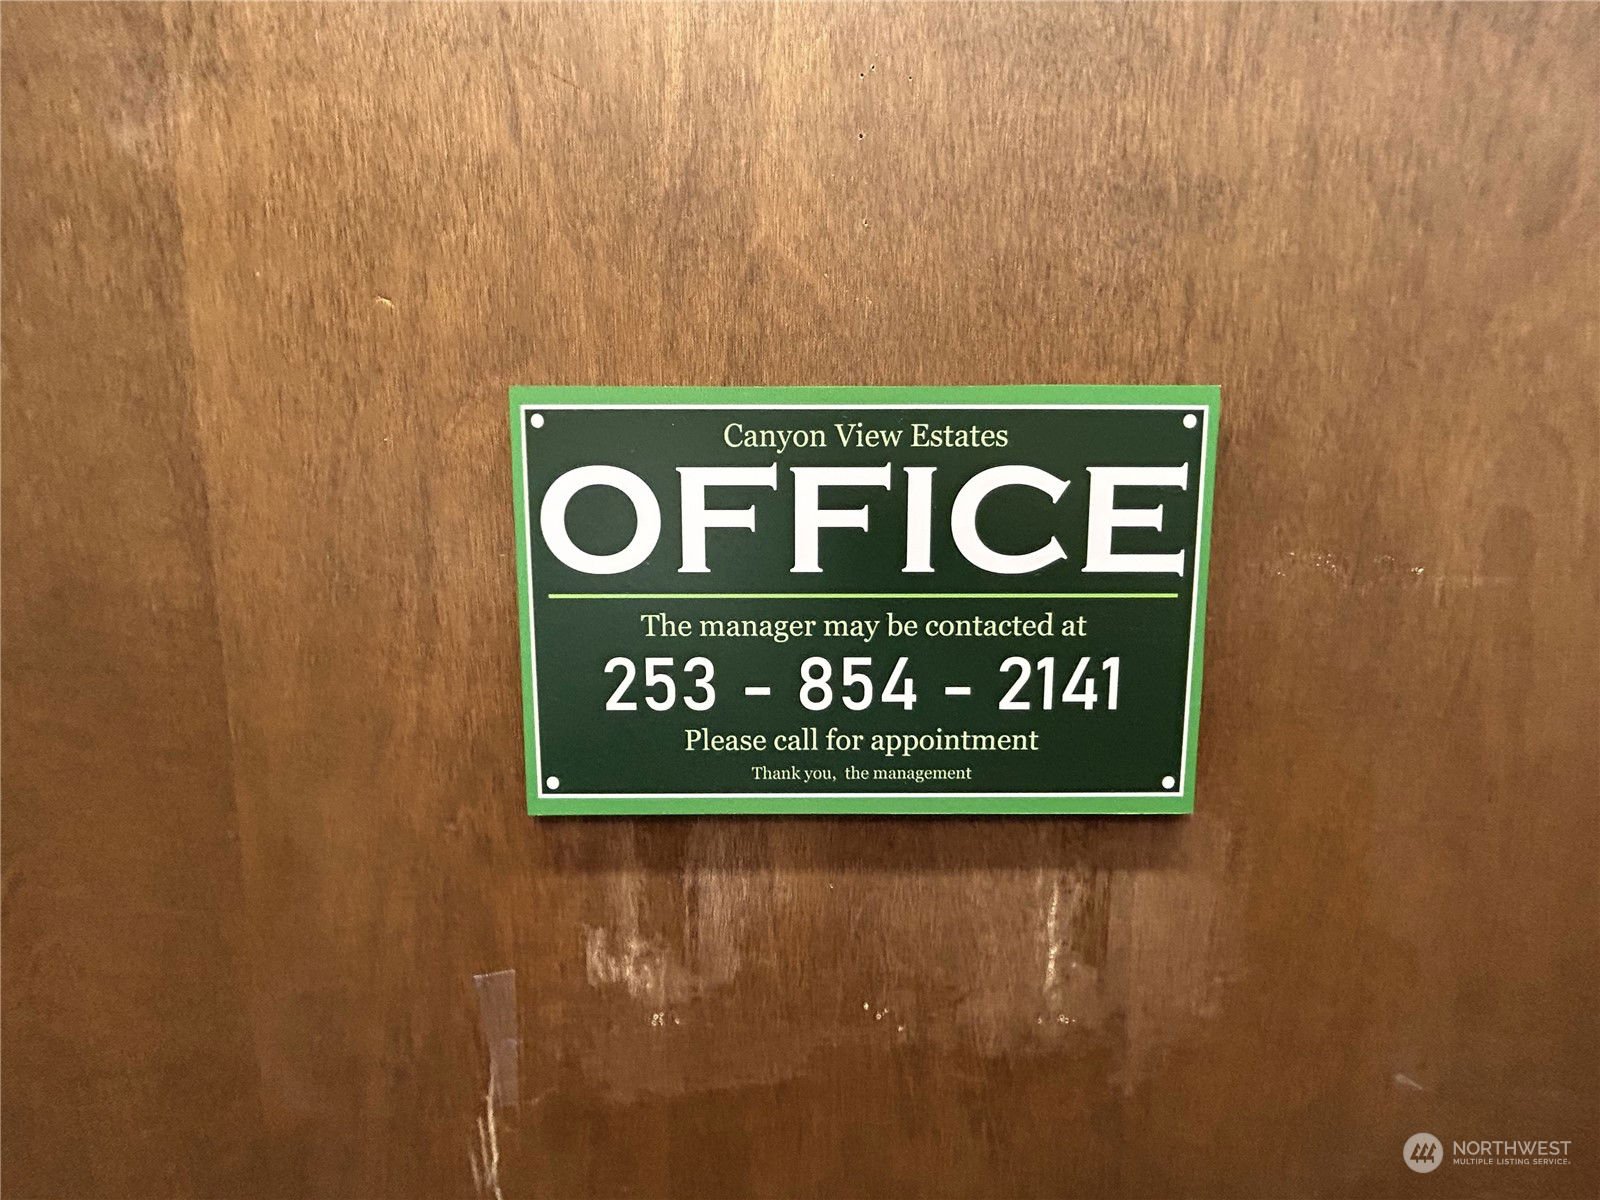 Canyon View Estates
OFFICE
The manager may be contacted at
253 - 854 - 2141
Please call for appointment
Thank you, the management
NORTHWEST
MULTIPLE LISTING SERVICE